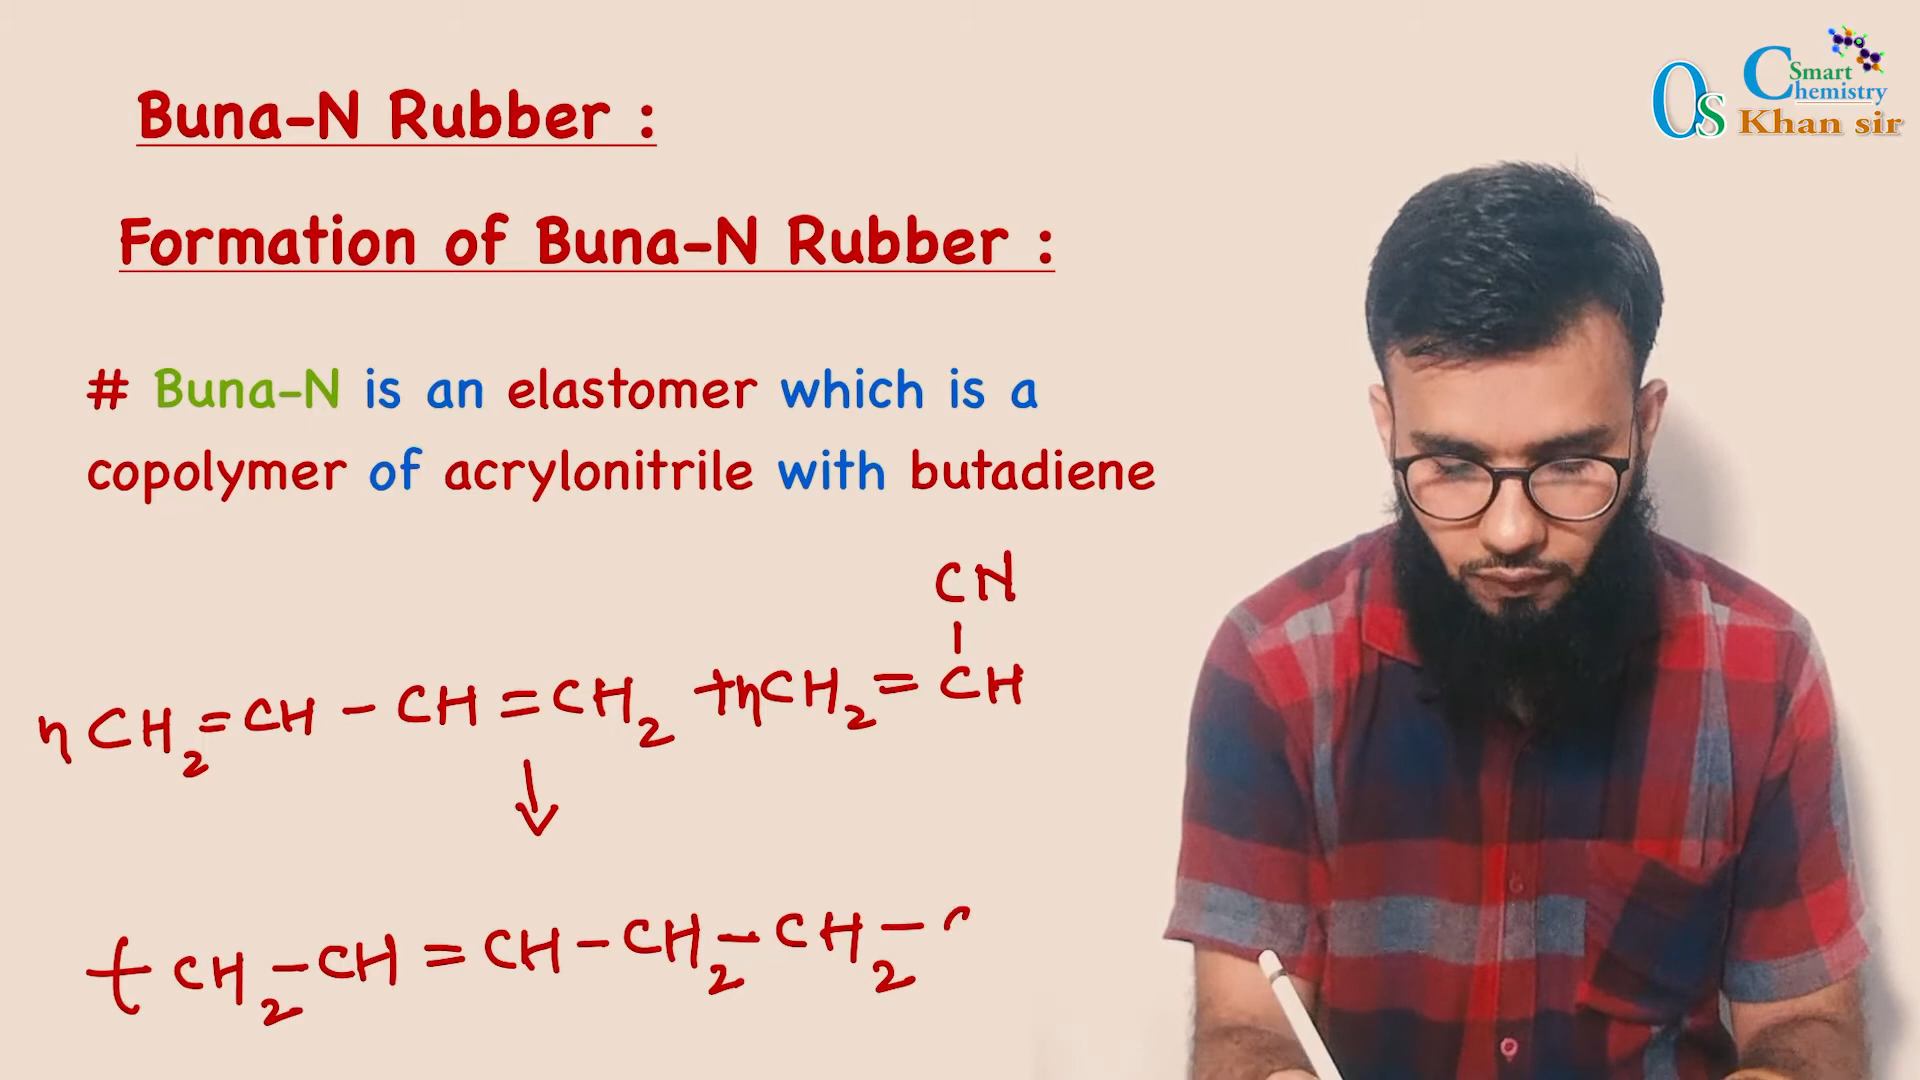 Os Smart
Chemistry
Khan sir
Buna-N Rubber :
Formation of Buna-N Rubber :
# Buna-N is an elastomer which is a
copolymer of acrylonitrile with butadiene
CN
|
nCH₂=CH-CH=CH₂ +nCH₂=CH
↓
+CH₂-CH=CH-CH₂-CH₂-